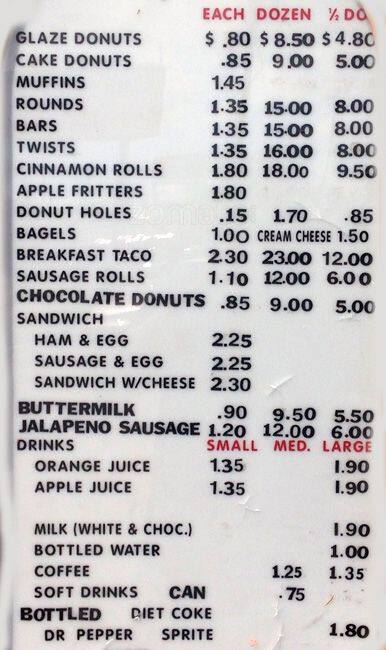 EACH DOZEN ½ DO
GLAZE DONUTS $ .80 $ 8.50 $ 4.80
CAKE DONUTS .85 9.00 5.00
MUFFINS 1.45
ROUNDS 1.35 15.00 8.00
BARS 1.35 15.00 8.00
TWISTS 1.35 16.00 8.00
CINNAMON ROLLS 1.80 18.00 9.50
APPLE FRITTERS 1.80
DONUT HOLES .15 1.70 .85
BAGELS 1.00 CREAM CHEESE 1.50
BREAKFAST TACO 2.30 23.00 12.00
SAUSAGE ROLLS 1.10 12.00 6.00
CHOCOLATE DONUTS .85 9.00 5.00
SANDWICH
HAM & EGG 2.25
SAUSAGE & EGG 2.25
SANDWICH W/CHEESE 2.30
BUTTERMILK .90 9.50 5.50
JALAPENO SAUSAGE 1.20 12.00 6.00
DRINKS SMALL MED. LARGE
ORANGE JUICE 1.35 1.90
APPLE JUICE 1.35 1.90
MILK (WHITE & CHOC.) 1.90
BOTTLED WATER 1.00
COFFEE 1.25 1.35
SOFT DRINKS CAN .75
BOTTLED DIET COKE
DR PEPPER SPRITE 1.80